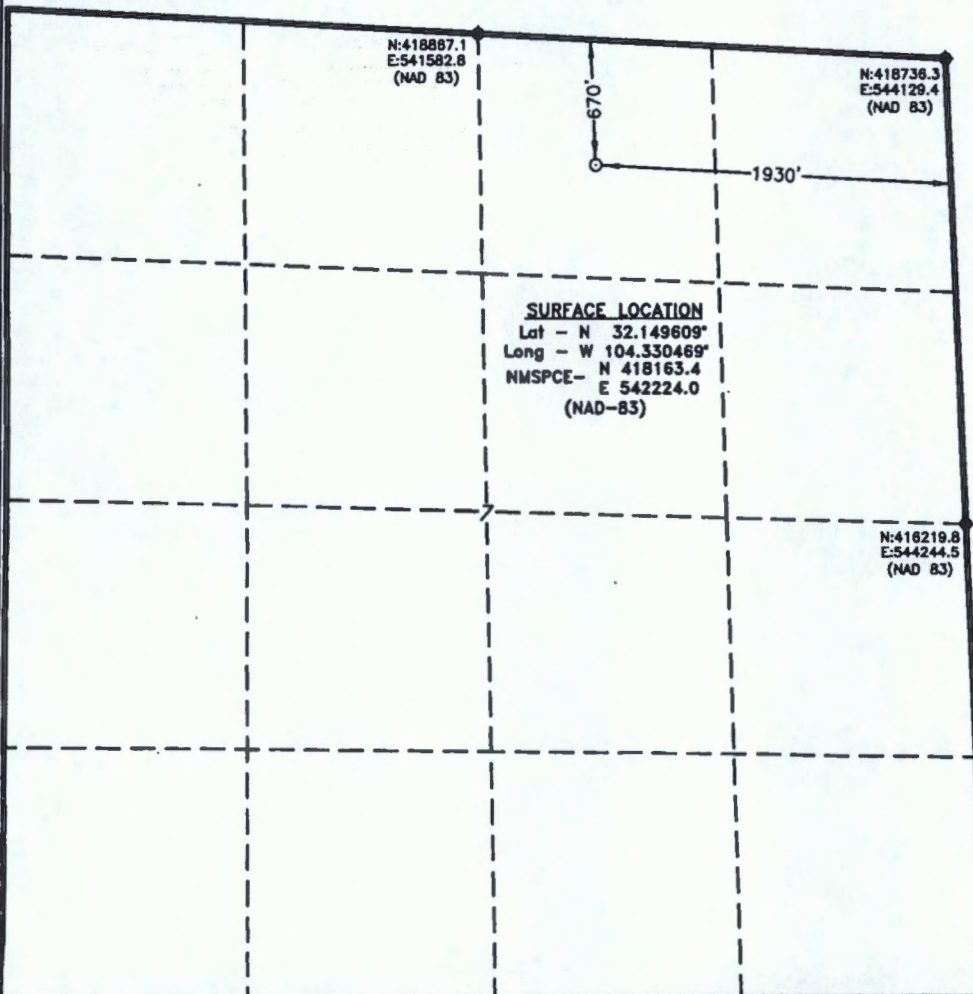 N:418887.1
E:541582.8
(NAD 83)
N:418736.3
E:544129.4
(NAD 83)
670'
1930'
SURFACE LOCATION
Lat - N 32.149609°
Long - W 104.330469°
NMSPCE- N 418163.4
E 542224.0
(NAD-83)
7
N:416219.8
E:544244.5
(NAD 83)